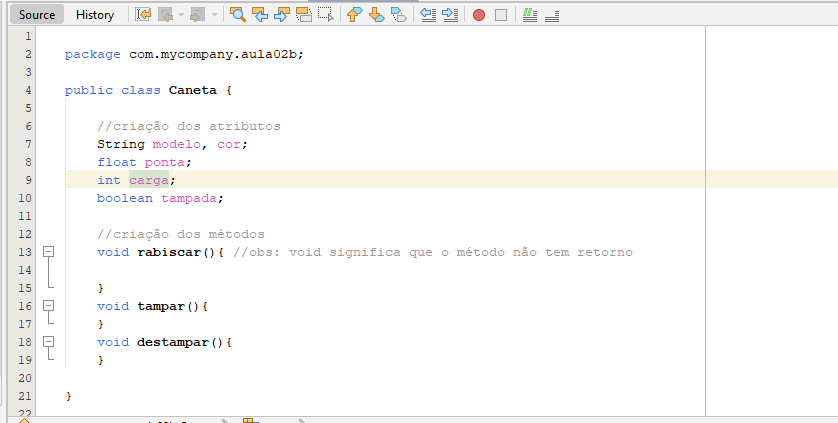 Source History
1
2 package com.mycompany.aula02b;
3
4 public class Caneta {
5
6 //criação dos atributos
7 String modelo, cor;
8 float ponta;
9 int carga;
10 boolean tampada;
11
12 //criação dos métodos
13 void rabiscar(){ //obs: void significa que o método não tem retorno
14
15 }
16 void tampar(){
17 }
18 void destampar(){
19 }
20
21 }
22